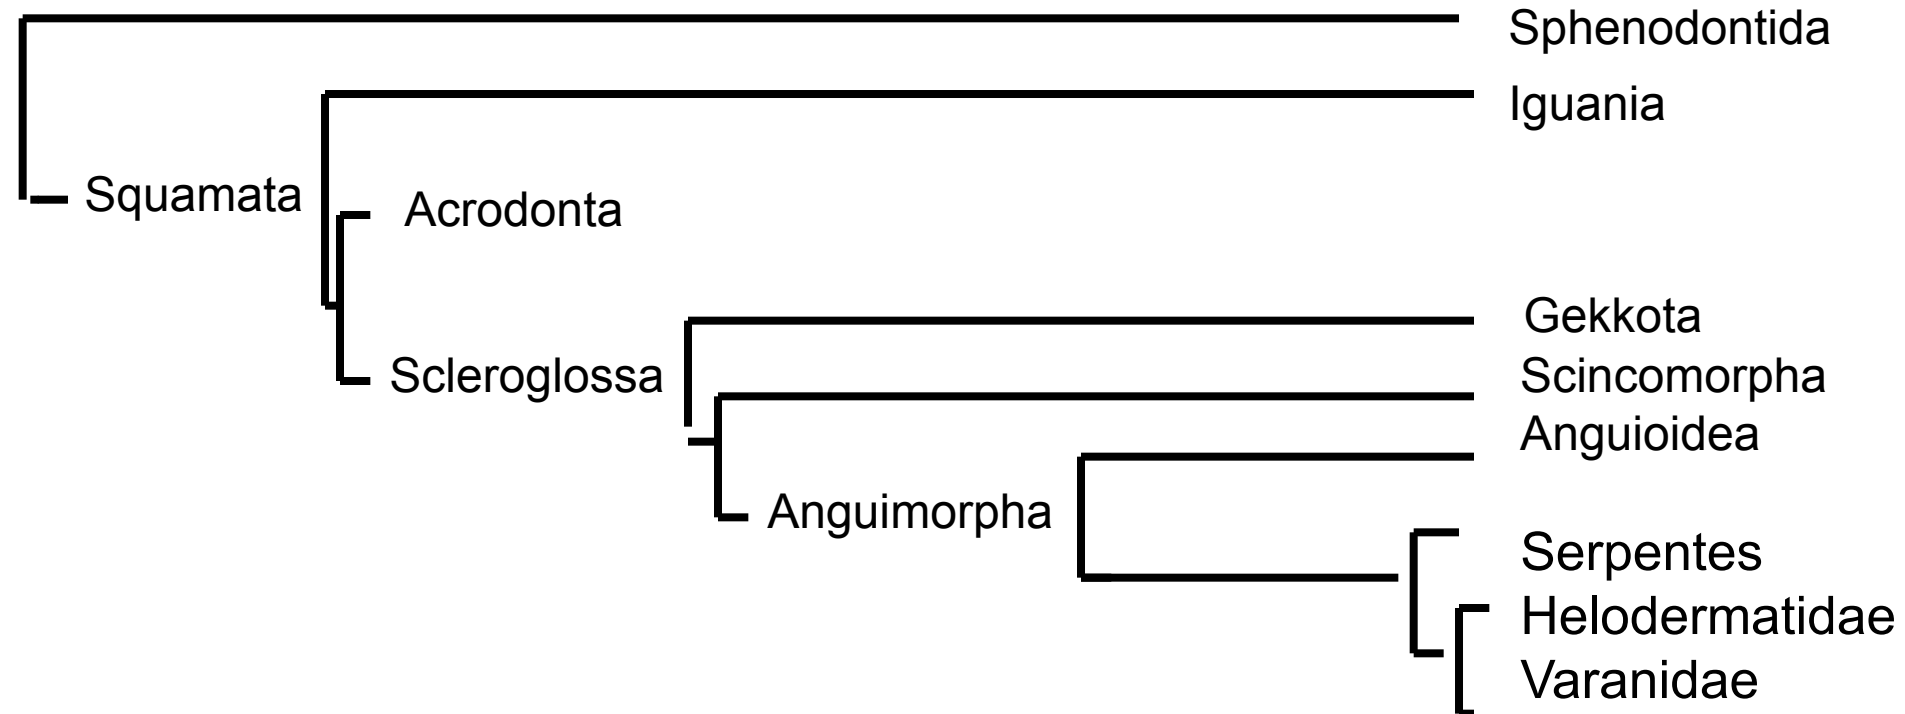 Sphenodontida
Iguania
Squamata
Acrodonta
Gekkota
Scleroglossa
Scincomorpha
Anguioidea
Anguimorpha
Serpentes
Helodermatidae
Varanidae